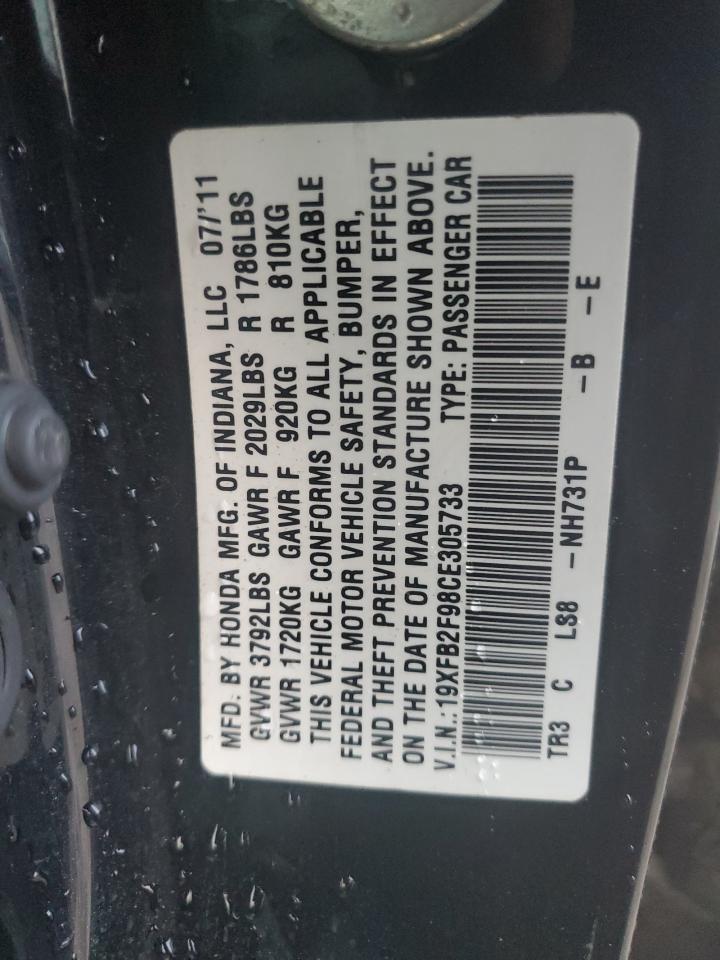 MFD. BY HONDA MFG. OF INDIANA, LLC 07/'11
GVWR 3792LBS GAWR F 2029LBS R 1786LBS
GVWR 1720KG GAWR F 920KG R 810KG
THIS VEHICLE CONFORMS TO ALL APPLICABLE
FEDERAL MOTOR VEHICLE SAFETY, BUMPER,
AND THEFT PREVENTION STANDARDS IN EFFECT
ON THE DATE OF MANUFACTURE SHOWN ABOVE.
V.I.N.:19XFB2F98CE305733 TYPE: PASSENGER CAR
TR3 C LS8 -NH731P -B -E